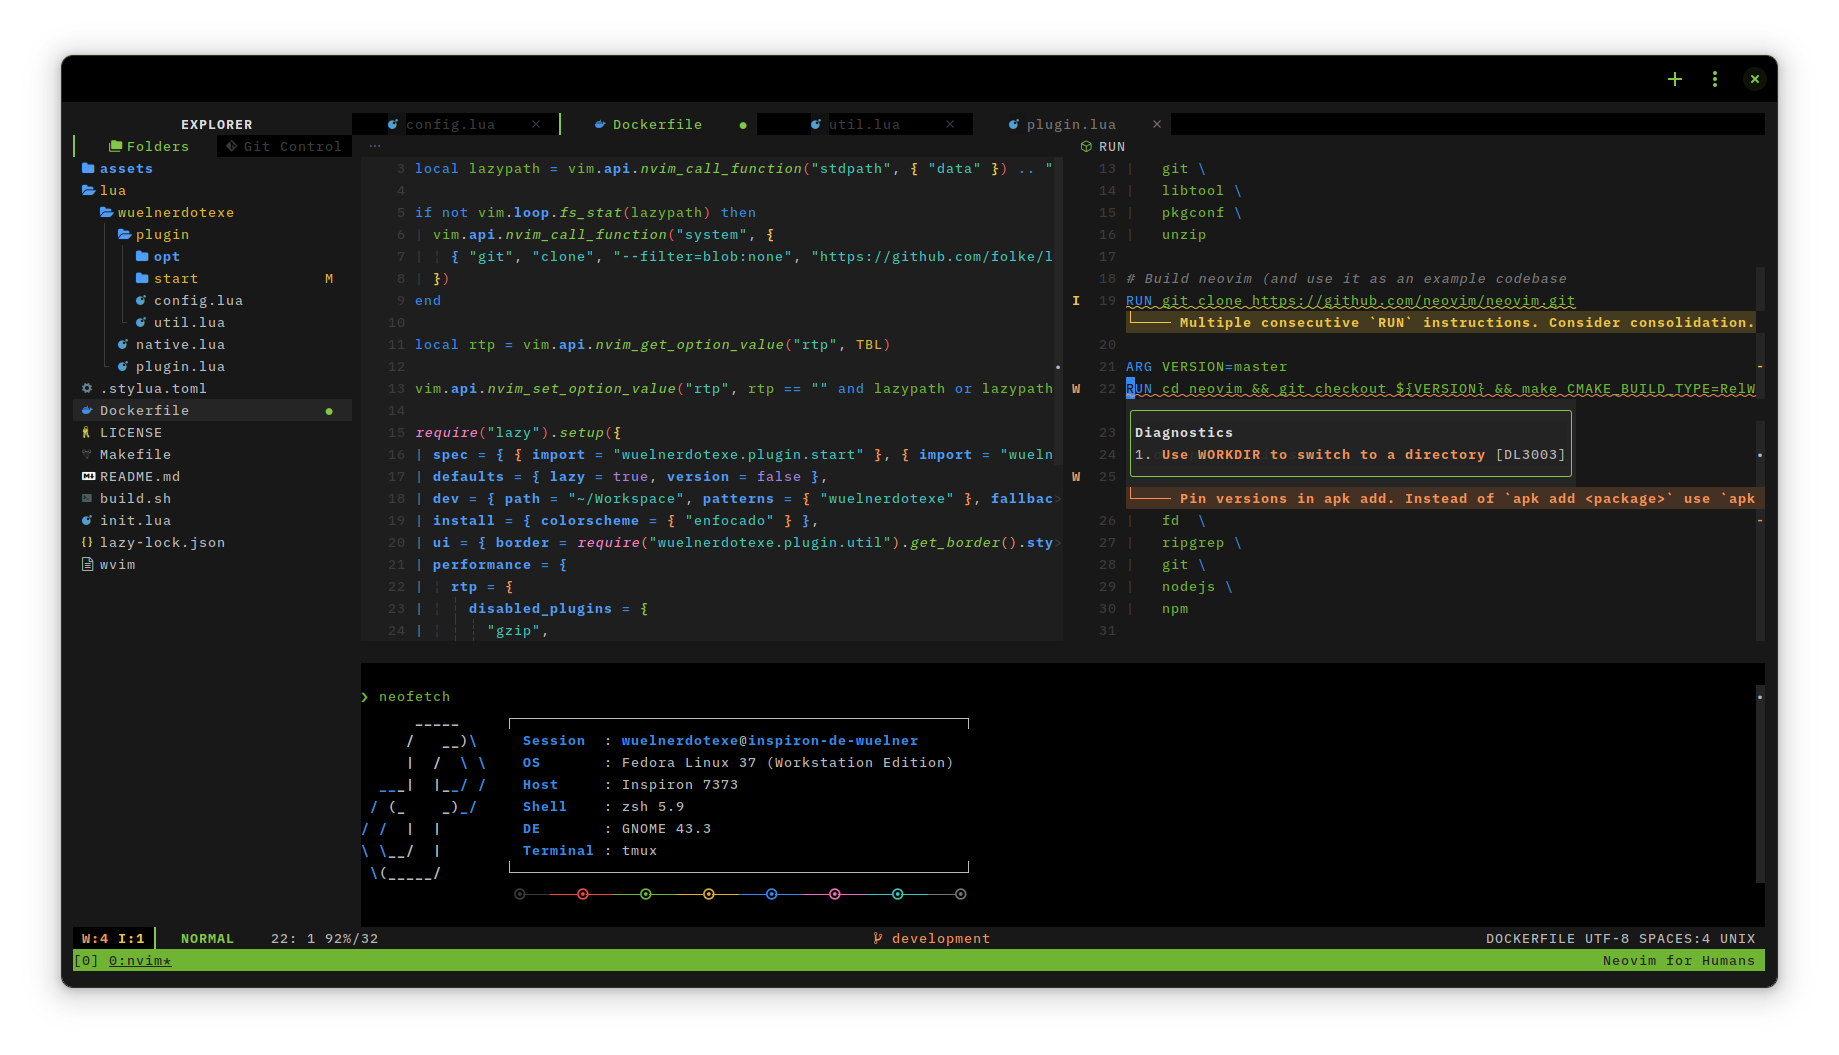 EXPLORER
Folders
Git Control
assets
lua
wuelnerdotexe
plugin
opt
start M
config.lua
util.lua
native.lua
plugin.lua
.stylua.toml
Dockerfile
LICENSE
Makefile
README.md
build.sh
init.lua
{} lazy-lock.json
wvim
config.lua ×
Dockerfile ●
util.lua ×
plugin.lua ×
...
3 local lazypath = vim.api.nvim_call_function("stdpath", { "data" }) .. "
4
5 if not vim.loop.fs_stat(lazypath) then
6 vim.api.nvim_call_function("system", {
7 { "git", "clone", "--filter=blob:none", "https://github.com/folke/l
8 })
9 end
10
11 local rtp = vim.api.nvim_get_option_value("rtp", TBL)
12
13 vim.api.nvim_set_option_value("rtp", rtp == "" and lazypath or lazypath
14
15 require("lazy").setup({
16 spec = { { import = "wuelnerdotexe.plugin.start" }, { import = "wueln
17 defaults = { lazy = true, version = false },
18 dev = { path = "~/Workspace", patterns = { "wuelnerdotexe" }, fallbac>
19 install = { colorscheme = { "enfocado" } },
20 ui = { border = require("wuelnerdotexe.plugin.util").get_border().sty>
21 performance = {
22 rtp = {
23 disabled_plugins = {
24 "gzip",
RUN
13 git \
14 libtool \
15 pkgconf \
16 unzip
17
18 # Build neovim (and use it as an example codebase
I 19 RUN git clone https://github.com/neovim/neovim.git
Multiple consecutive `RUN` instructions. Consider consolidation.
20
21 ARG VERSION=master
W 22 RUN cd neovim && git checkout ${VERSION} && make CMAKE_BUILD_TYPE=RelW
23 Diagnostics
24 1. Use WORKDIR to switch to a directory [DL3003]
W 25
Pin versions in apk add. Instead of `apk add <package>` use `apk
26 fd \
27 ripgrep \
28 git \
29 nodejs \
30 npm
31
❯ neofetch
Session : wuelnerdotexe@inspiron-de-wuelner
OS : Fedora Linux 37 (Workstation Edition)
Host : Inspiron 7373
Shell : zsh 5.9
DE : GNOME 43.3
Terminal : tmux
W:4 I:1 NORMAL 22: 1 92%/32 development DOCKERFILE UTF-8 SPACES:4 UNIX
[0] 0:nvim* Neovim for Humans